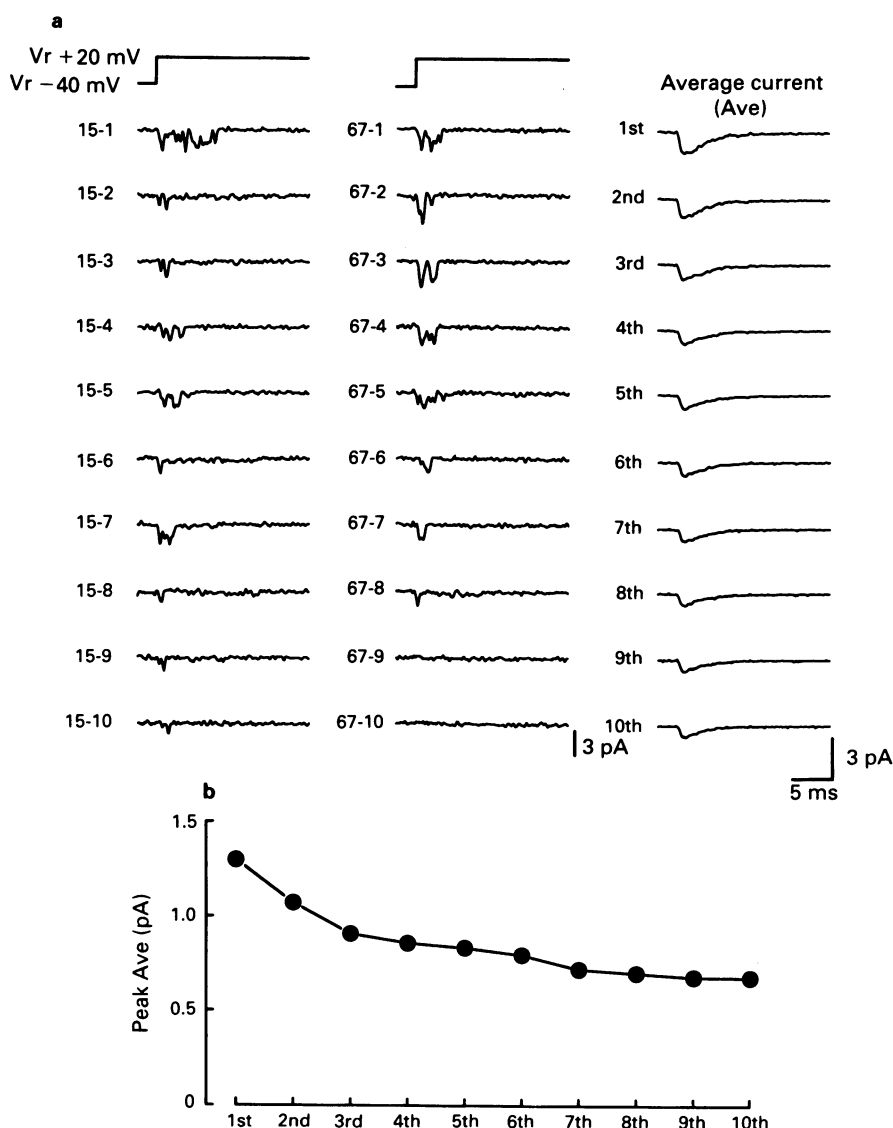 a
Vr +20 mV
Vr −40 mV
Average current
(Ave)
15-1
67-1
1st
15-2
67-2
2nd
15-3
67-3
3rd
15-4
67-4
4th
15-5
67-5
5th
15-6
67-6
6th
15-7
67-7
7th
15-8
67-8
8th
15-9
67-9
9th
15-10
67-10
10th
3 pA
3 pA
5 ms
b
1.5
1.0
0.5
0
Peak Ave (pA)
1st 2nd 3rd 4th 5th 6th 7th 8th 9th 10th